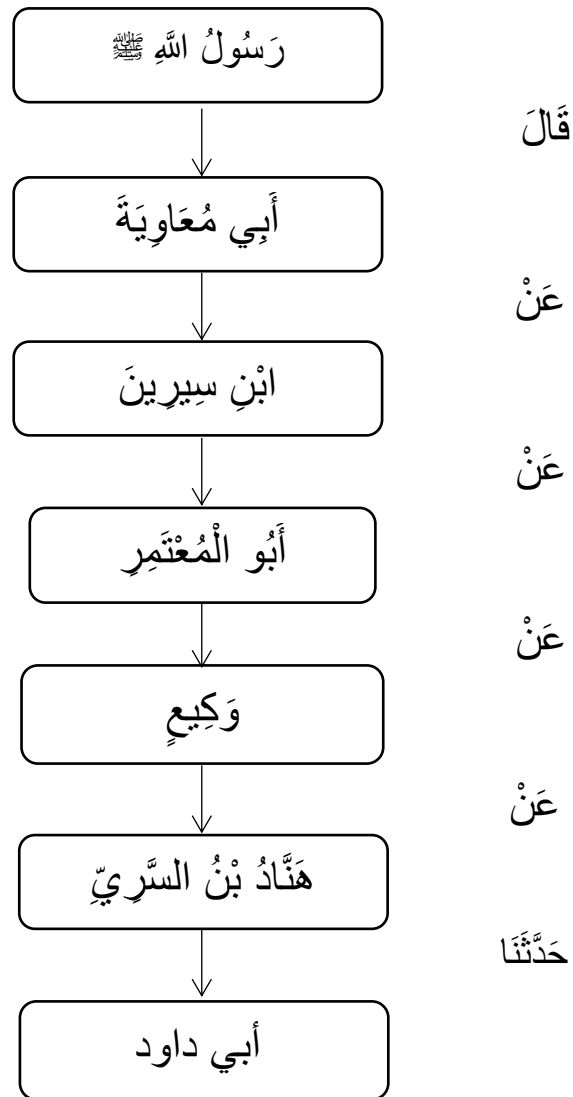 رَسُولُ اللَّهِ ﷺ
قَالَ
أَبِي مُعَاوِيَةَ
عَنْ
ابْنِ سِيرِينَ
عَنْ
أَبُو الْمُعْتَمِرِ
عَنْ
وَكِيعٍ
عَنْ
هَنَّادُ بْنُ السَّرِيِّ
حَدَّثَنَا
أبي داود